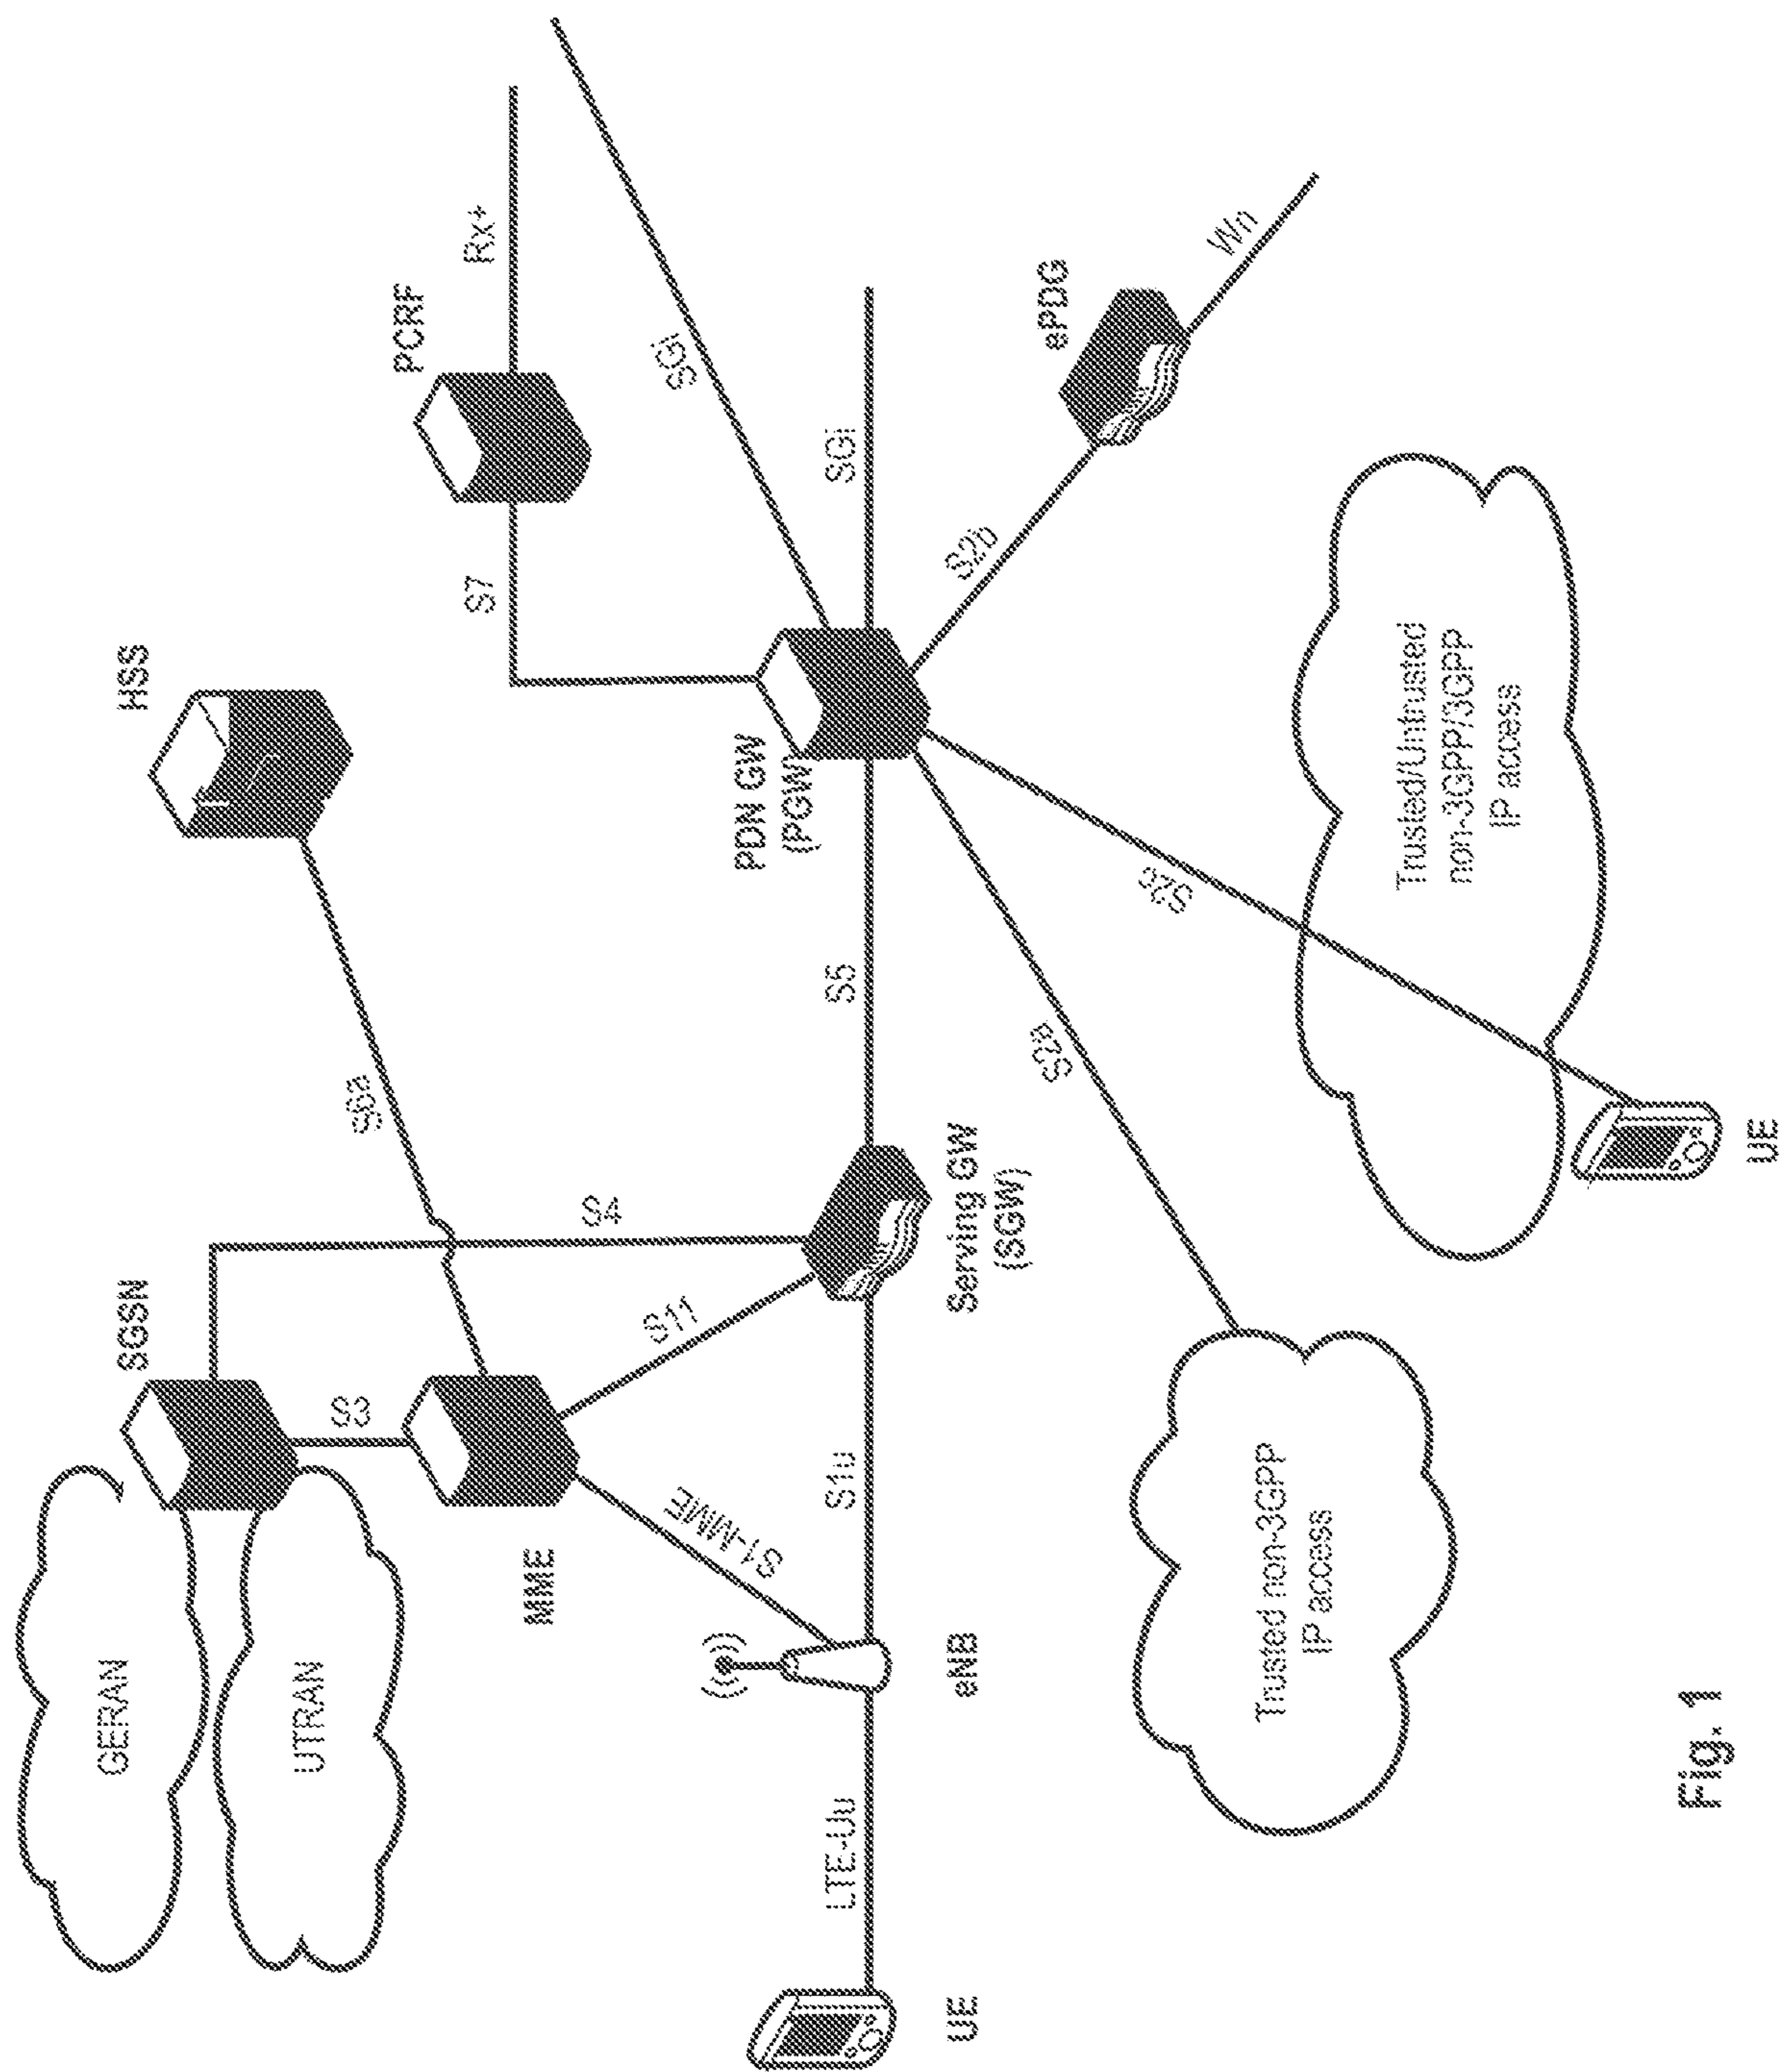 GERAN
SGSN
HSS
UTRAN
S3
S6a
PCRF
S7
Rx+
MME
S4
S11
SGi
S1-MME
PDN GW
(PGW)
LTE-Uu
S1u
S5
SGi
UE
eNB
Serving GW
(SGW)
S2b
S2a
ePDG
S2c
Wn
Trusted non-3GPP
IP access
Trusted/Untrusted
non-3GPP/3GPP
IP access
UE
Fig. 1